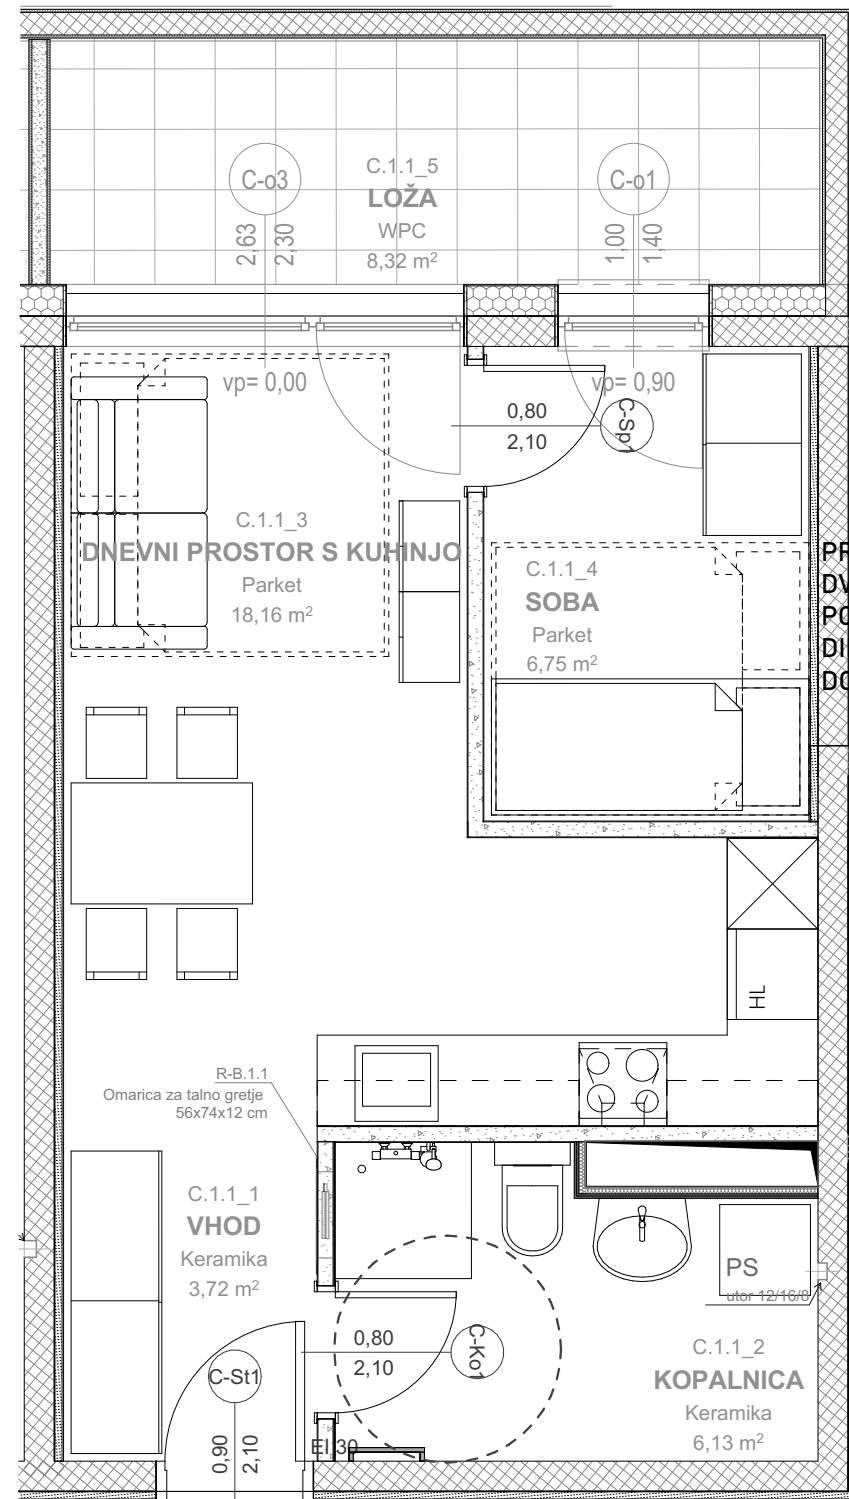 C-o3
2,63
2,30
C.1.1_5
LOŽA
WPC
8,32 m²
C-o1
1,00
1,40
vp= 0,00
vp= 0,90
0,80
2,10
C-Sp1
C.1.1_3
DNEVNI PROSTOR S KUHINJO
Parket
18,16 m²
C.1.1_4
SOBA
Parket
6,75 m²
PR
DV
PO
DI
DO
HL
R-B.1.1
Omarica za talno gretje
56x74x12 cm
C.1.1_1
VHOD
Keramika
3,72 m²
PS
utor 12/16/8
0,80
2,10
C-Ko1
C.1.1_2
KOPALNICA
Keramika
6,13 m²
C-St1
0,90
2,10
EI 30